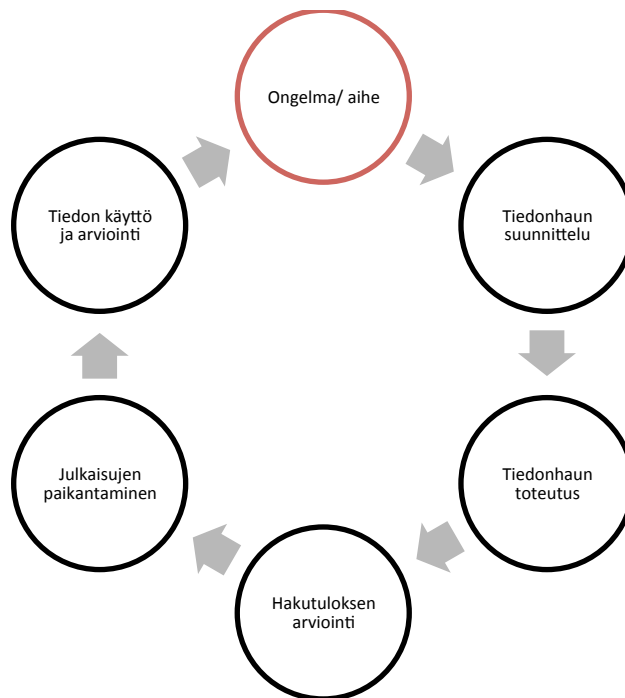 Ongelma/ aihe
Tiedonhaun
suunnittelu
Tiedonhaun
toteutus
Hakutuloksen
arviointi
Julkaisujen
paikantaminen
Tiedon käyttö
ja arviointi